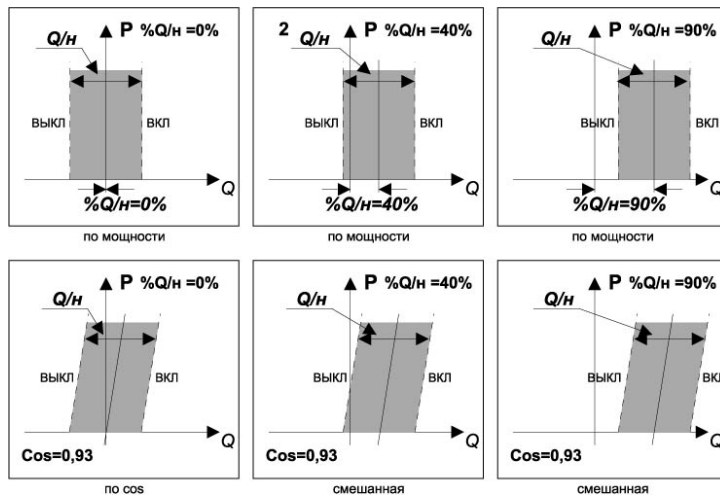 P %Q/н =0%
Q/н
ВЫКЛ
ВКЛ
Q
%Q/н=0%
по мощности
2
P %Q/н =40%
Q/н
ВЫКЛ
ВКЛ
Q
%Q/н=40%
по мощности
P %Q/н =90%
Q/н
ВЫКЛ
ВКЛ
Q
%Q/н=90%
по мощности
P %Q/н =0%
Q/н
ВЫКЛ
ВКЛ
Q
Cos=0,93
по cos
P %Q/н =40%
Q/н
ВЫКЛ
ВКЛ
Q
Cos=0,93
смешанная
P %Q/н =90%
Q/н
ВЫКЛ
ВКЛ
Q
Cos=0,93
смешанная